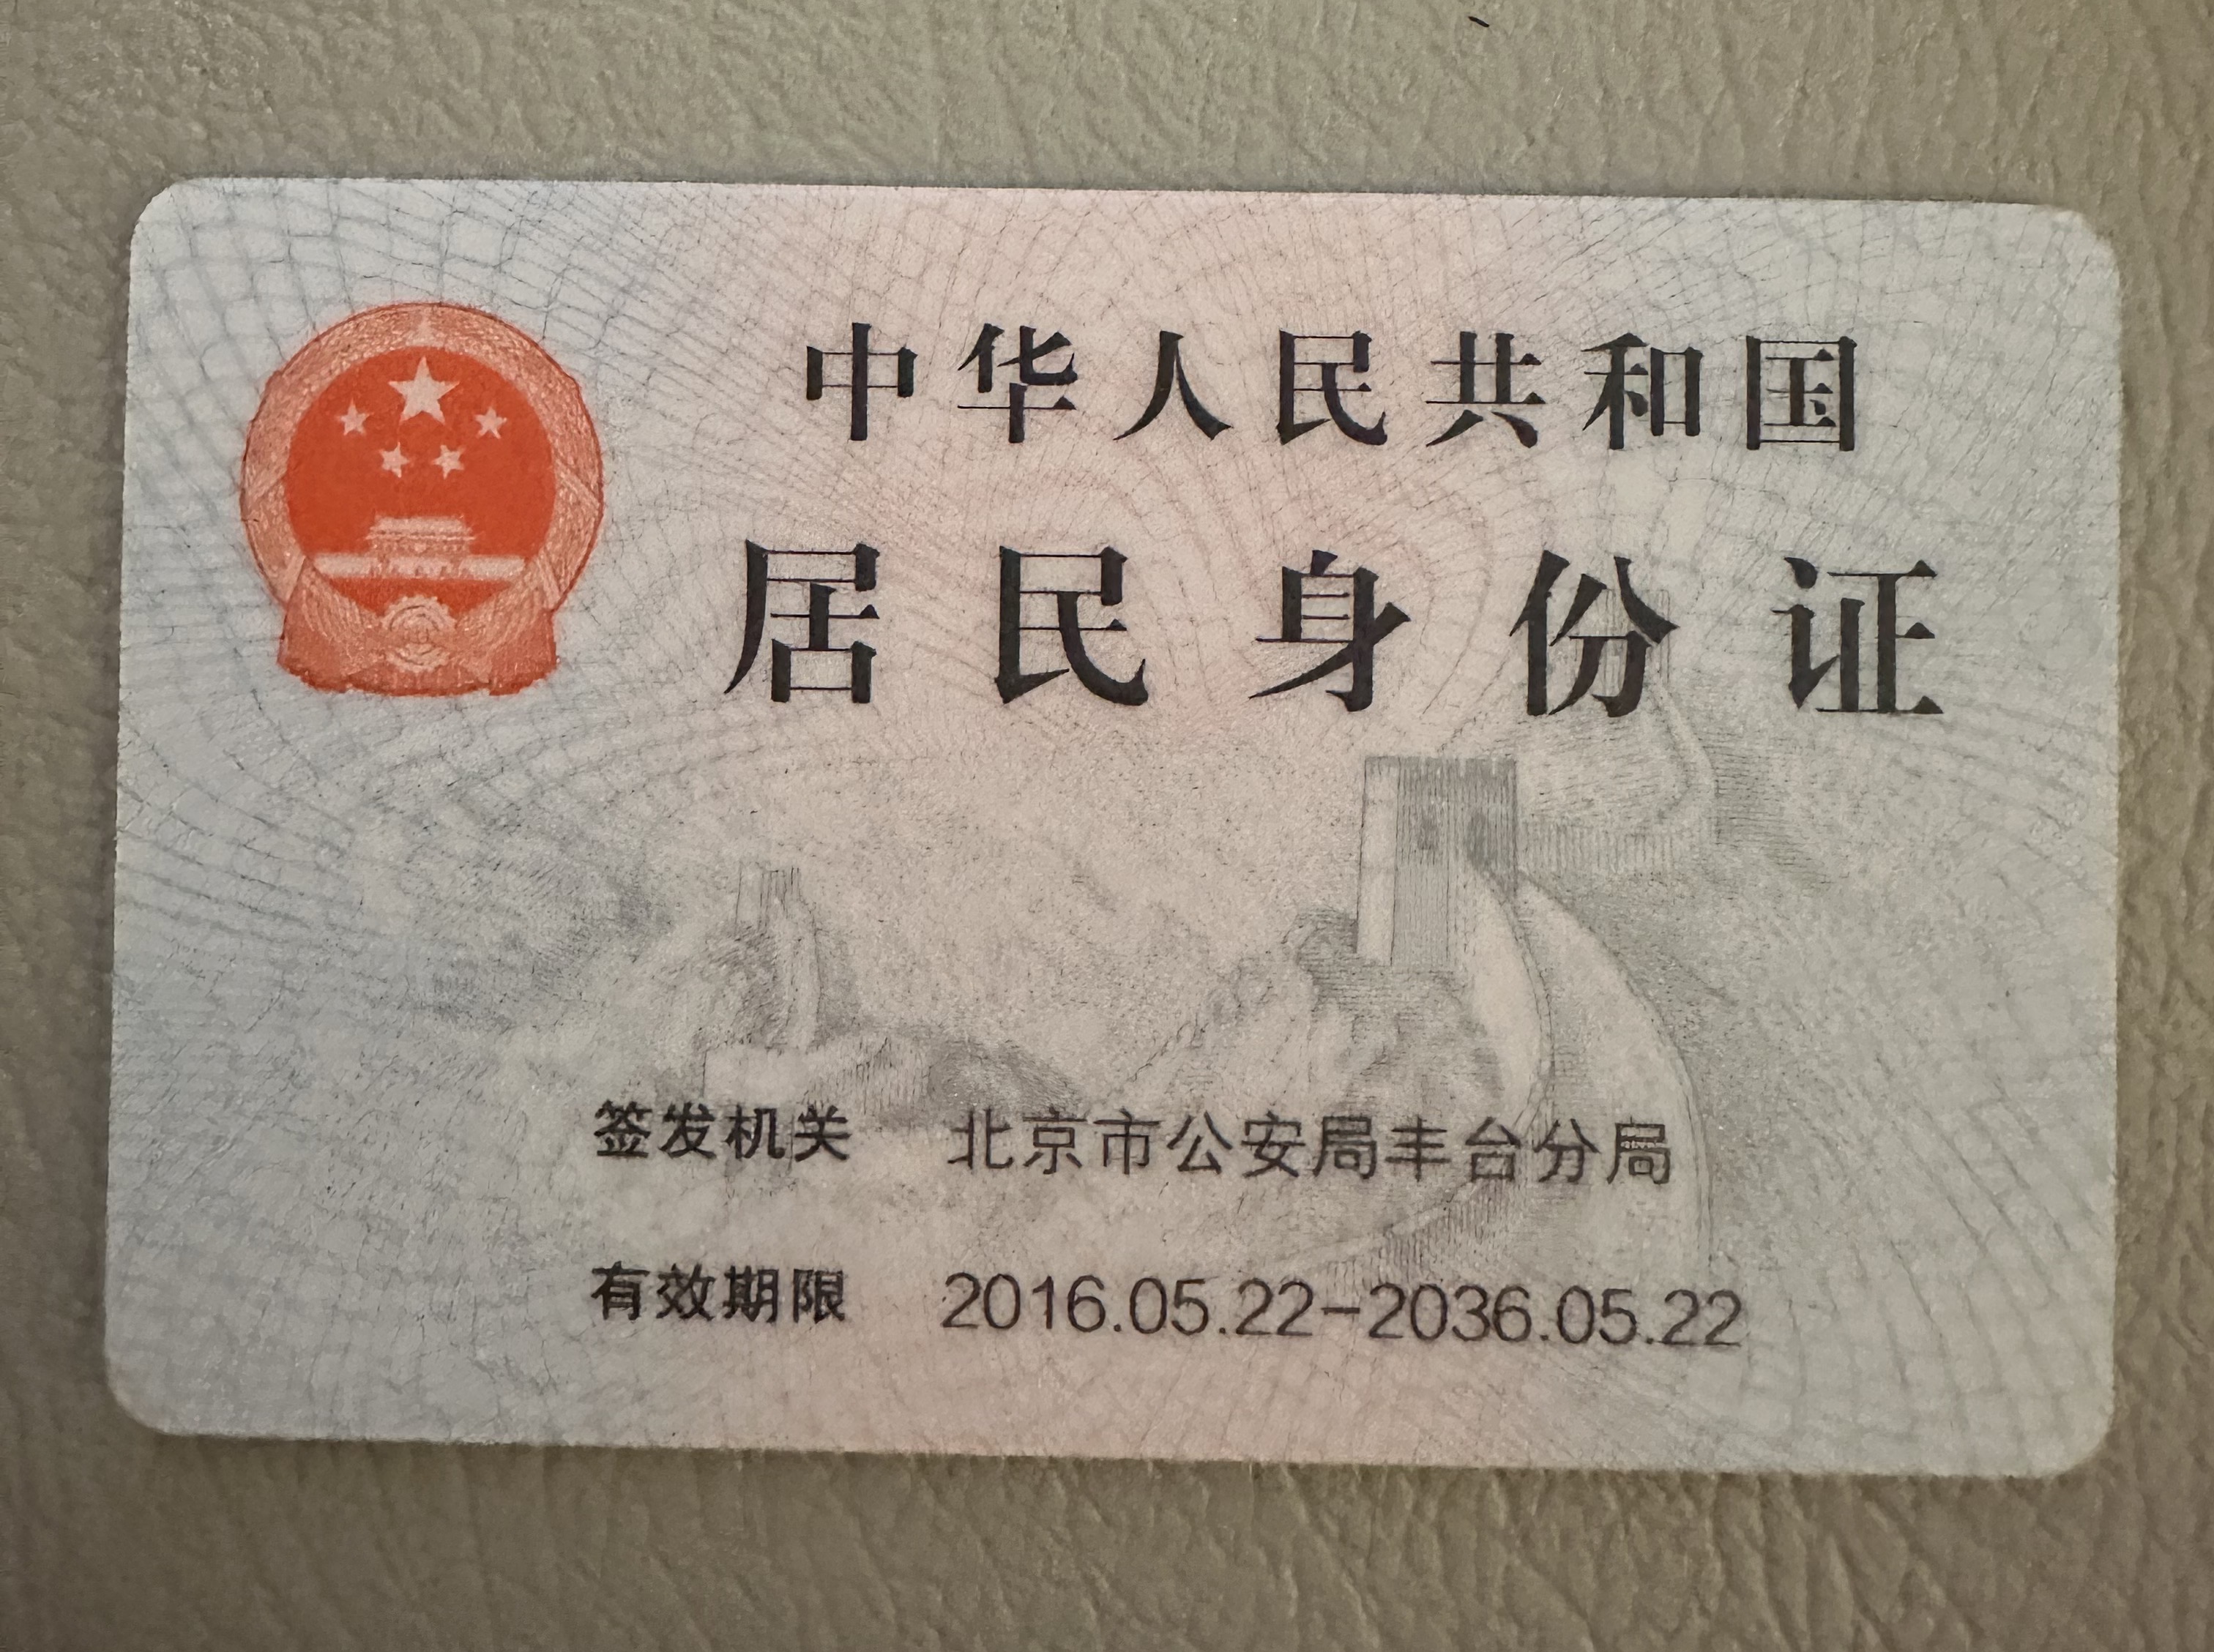 中华人民共和国
居民身份证
签发机关 北京市公安局丰台分局
有效期限 2016.05.22-2036.05.22